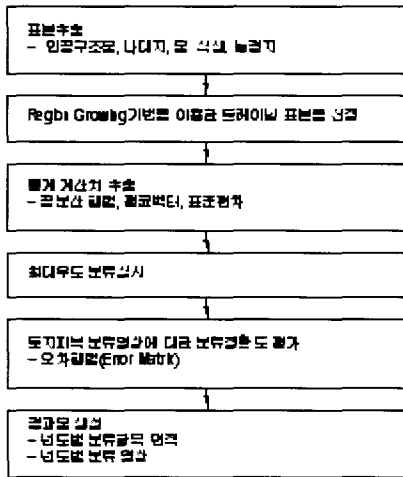 표본추출
- 인공구조물, 나대지, 물, 식생, 농경지
Region Growing기법을 이용한 트레이닝 표본을 선정
통계 계산치 추출
- 공분산 행렬, 평균벡터, 표준편차
최대우도 분류실시
토지피복 분류영상에 대한 분류정확도 평가
- 오차행렬(Error Matrix)
결과물 생성
- 년도별 분류항목 면적
- 년도별 분류 영상